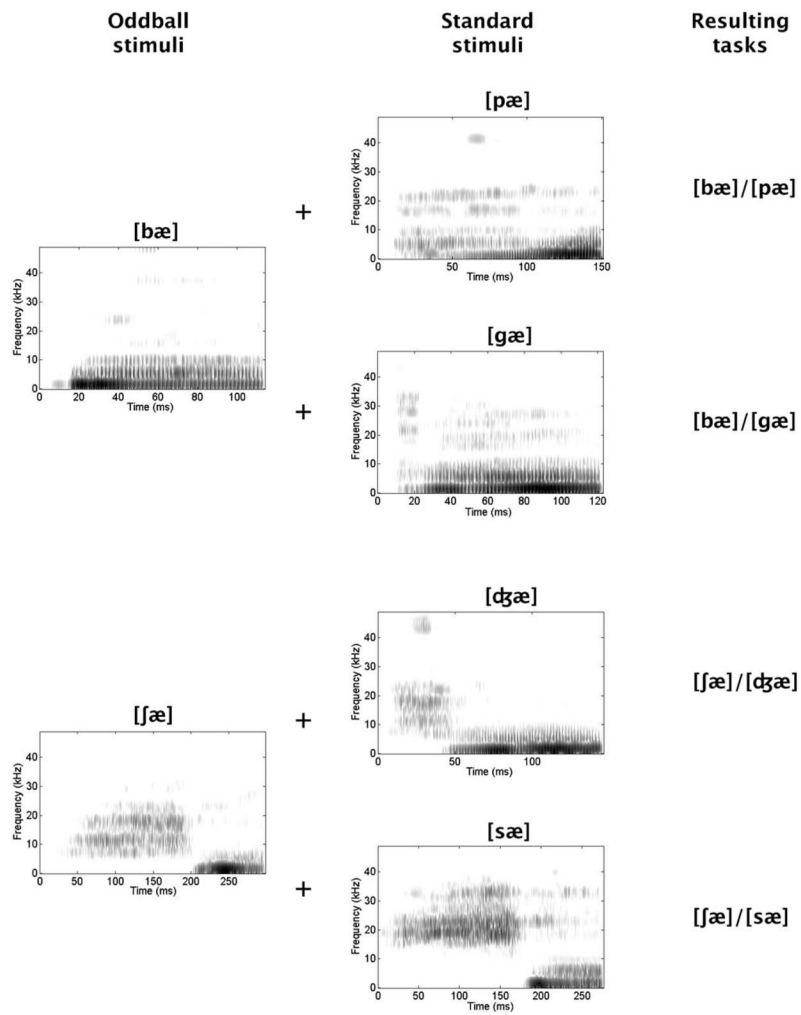 Oddball
stimuli
Standard
stimuli
Resulting
tasks
[pæ]
Frequency (kHz)
40
30
20
10
0
0 50 100 150
Time (ms)
+
[bæ]/[pæ]
[bæ]
Frequency (kHz)
40
30
20
10
0
0 20 40 60 80 100
Time (ms)
[gæ]
Frequency (kHz)
40
30
20
10
0
0 20 40 60 80 100 120
Time (ms)
+
[bæ]/[gæ]
[ʤæ]
Frequency (kHz)
40
30
20
10
0
0 50 100
Time (ms)
+
[ʃæ]/[ʤæ]
[ʃæ]
Frequency (kHz)
40
30
20
10
0
0 50 100 150 200 250
Time (ms)
[sæ]
Frequency (kHz)
40
30
20
10
0
0 50 100 150 200 250
Time (ms)
+
[ʃæ]/[sæ]